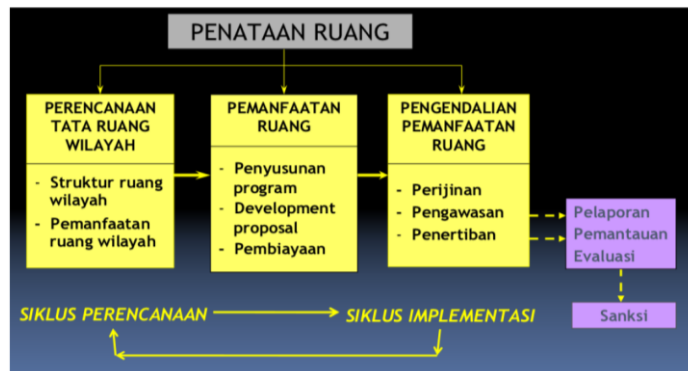 PENATAAN RUANG
PERENCANAAN
TATA RUANG
WILAYAH
- Struktur ruang
wilayah
- Pemanfaatan
ruang wilayah
PEMANFAATAN
RUANG
- Penyusunan
program
- Development
proposal
- Pembiayaan
PENGENDALIAN
PEMANFAATAN
RUANG
- Perijinan
- Pengawasan
- Penertiban
Pelaporan
Pemantauan
Evaluasi
Sanksi
SIKLUS PERENCANAAN
SIKLUS IMPLEMENTASI